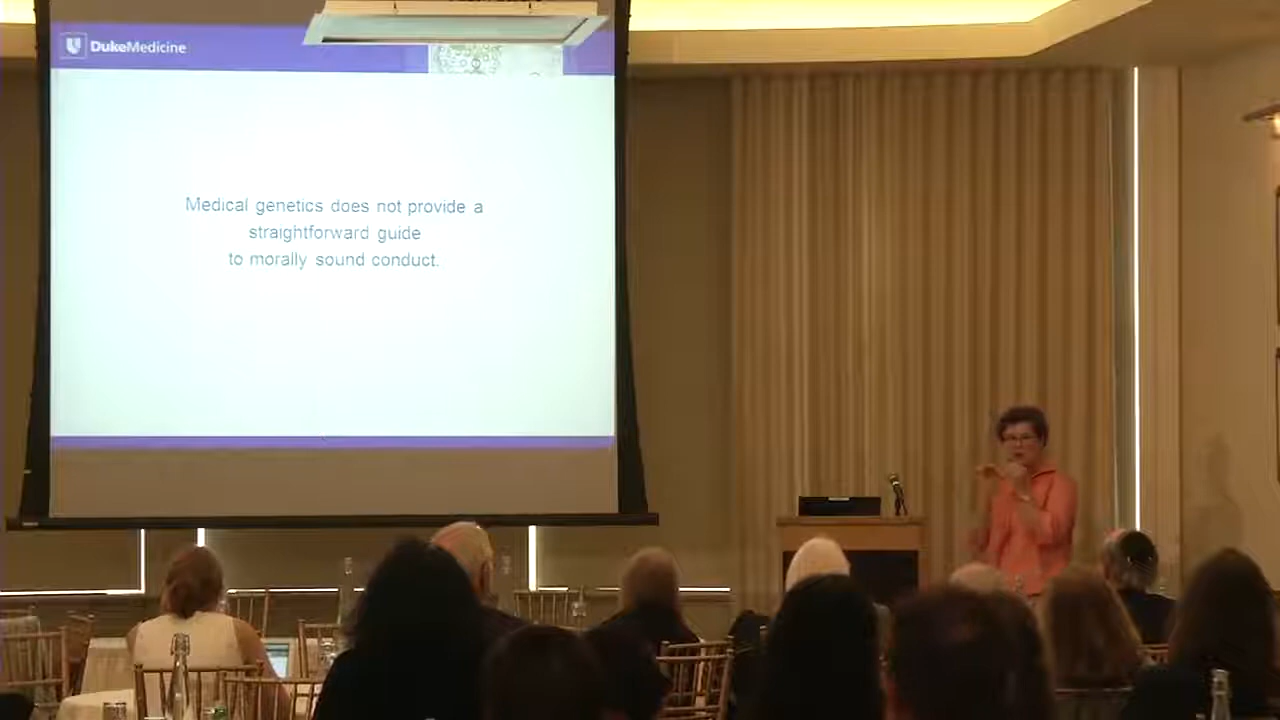 DukeMedicine
Medical genetics does not provide a
straightforward guide
to morally sound conduct.